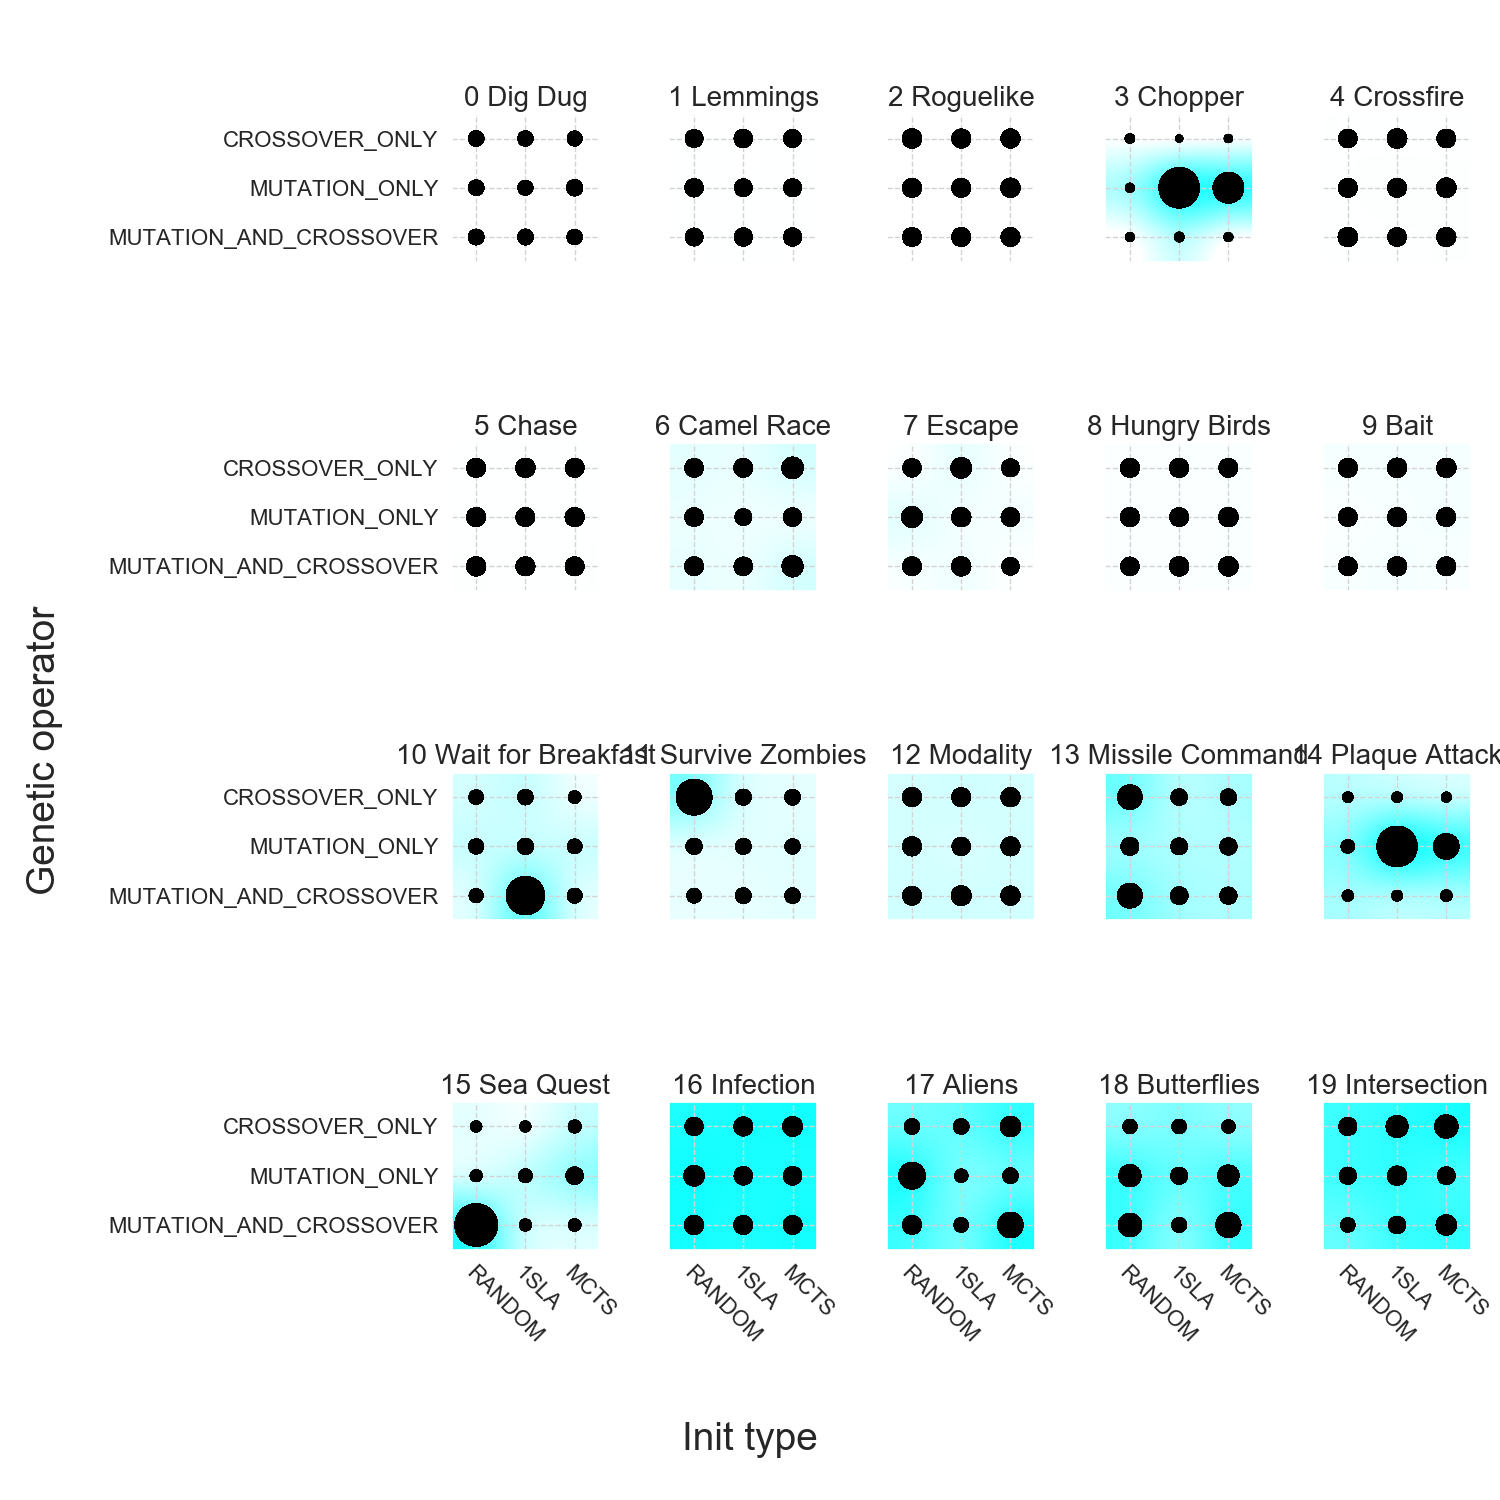 0 Dig Dug
1 Lemmings
2 Roguelike
3 Chopper
4 Crossfire
CROSSOVER_ONLY
MUTATION_ONLY
MUTATION_AND_CROSSOVER
5 Chase
6 Camel Race
7 Escape
8 Hungry Birds
9 Bait
CROSSOVER_ONLY
MUTATION_ONLY
MUTATION_AND_CROSSOVER
Genetic operator
10 Wait for Breakfast
11 Survive Zombies
12 Modality
13 Missile Command
14 Plaque Attack
CROSSOVER_ONLY
MUTATION_ONLY
MUTATION_AND_CROSSOVER
15 Sea Quest
16 Infection
17 Aliens
18 Butterflies
19 Intersection
CROSSOVER_ONLY
MUTATION_ONLY
MUTATION_AND_CROSSOVER
RANDOM
1SLA
MCTS
RANDOM
1SLA
MCTS
RANDOM
1SLA
MCTS
RANDOM
1SLA
MCTS
RANDOM
1SLA
MCTS
Init type